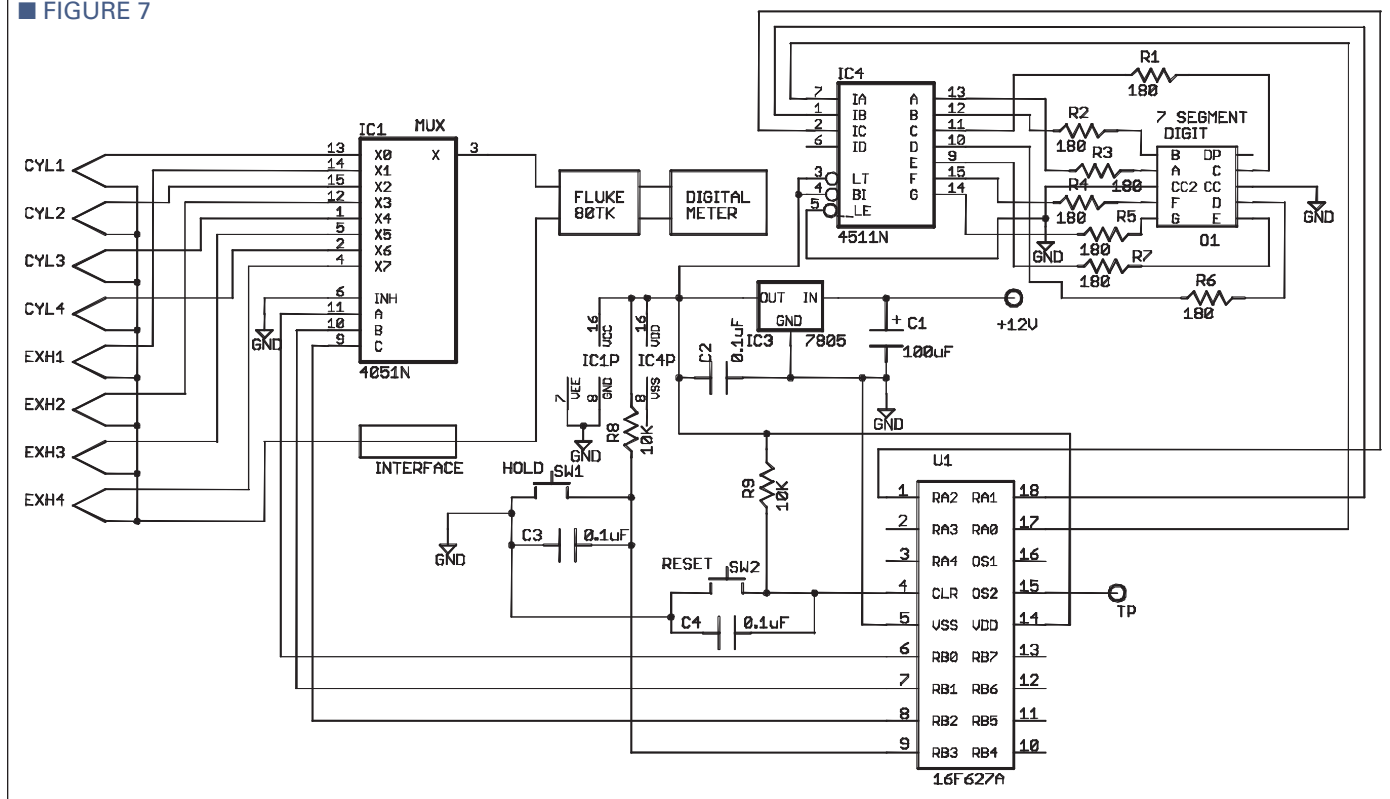 ■ FIGURE 7
IC1 MUX
13 X0 X 3
14 X1
15 X2
12 X3
1 X4
5 X5
2 X6
4 X7
6 INH
11 A
10 B
9 C
4051N
GND
CYL1
CYL2
CYL3
CYL4
EXH1
EXH2
EXH3
EXH4
FLUKE
80TK
DIGITAL
METER
INTERFACE
IC4
7 IA A 13
1 IB B 12
2 IC C 11
6 ID D 10
E 9
3 LT F 15
4 BI G 14
5 LE
4511N
R1
180
R2
180
R3
180
R4
180
R5
180
R7
180
R6
180
7 SEGMENT
DIGIT
B DP
A C
CC2 CC
F D
G E
O1
GND
GND
OUT IN
GND
IC3 7805
+12V
+ C1
100uF
C2
0.1uF
GND
16 VCC
IC1P
7 VEE
8 GND
GND
16 VDD
IC4P
8 VSS
R8
10K
HOLD SW1
C3 0.1uF
GND
R9
10K
RESET SW2
C4 0.1uF
U1
1 RA2 RA1 18
2 RA3 RA0 17
3 RA4 OS1 16
4 CLR OS2 15
5 VSS VDD 14
6 RB0 RB7 13
7 RB1 RB6 12
8 RB2 RB5 11
9 RB3 RB4 10
16F627A
TP